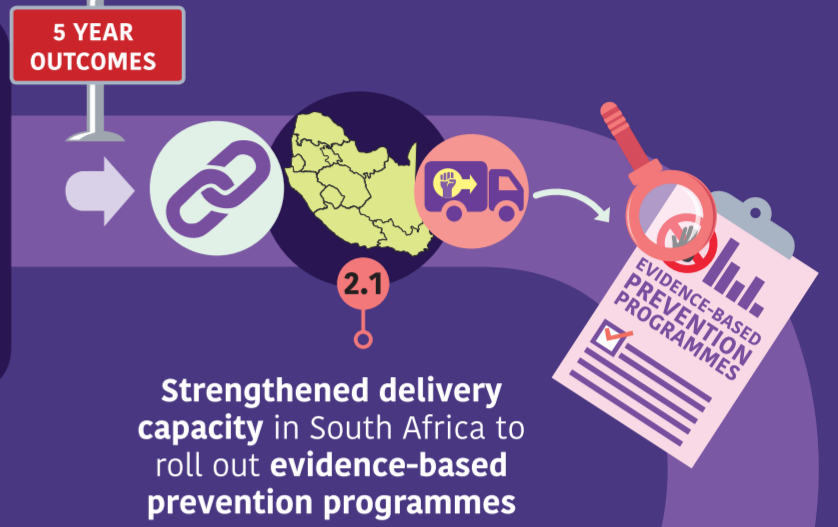 5 YEAR
OUTCOMES
2.1
Strengthened delivery
capacity in South Africa to
roll out evidence-based
prevention programmes
EVIDENCE-BASED
PREVENTION
PROGRAMMES